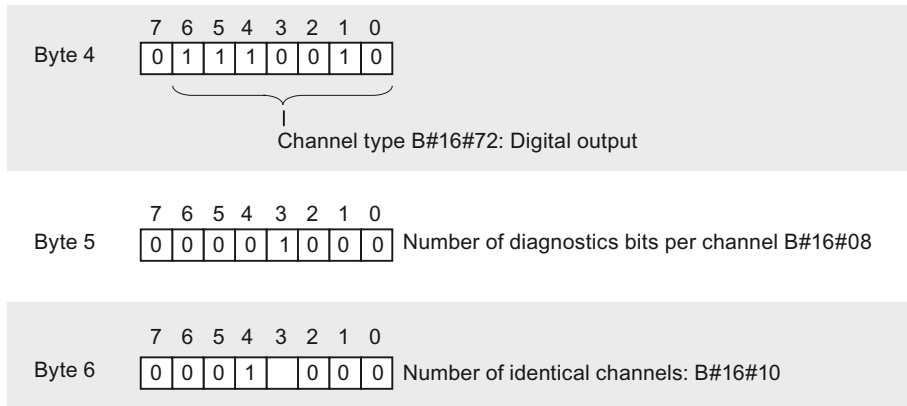 7 6 5 4 3 2 1 0
Byte 4 0 1 1 1 0 0 1 0
Channel type B#16#72: Digital output
7 6 5 4 3 2 1 0
Byte 5 0 0 0 0 1 0 0 0 Number of diagnostics bits per channel B#16#08
7 6 5 4 3 2 1 0
Byte 6 0 0 0 1 0 0 0 Number of identical channels: B#16#10